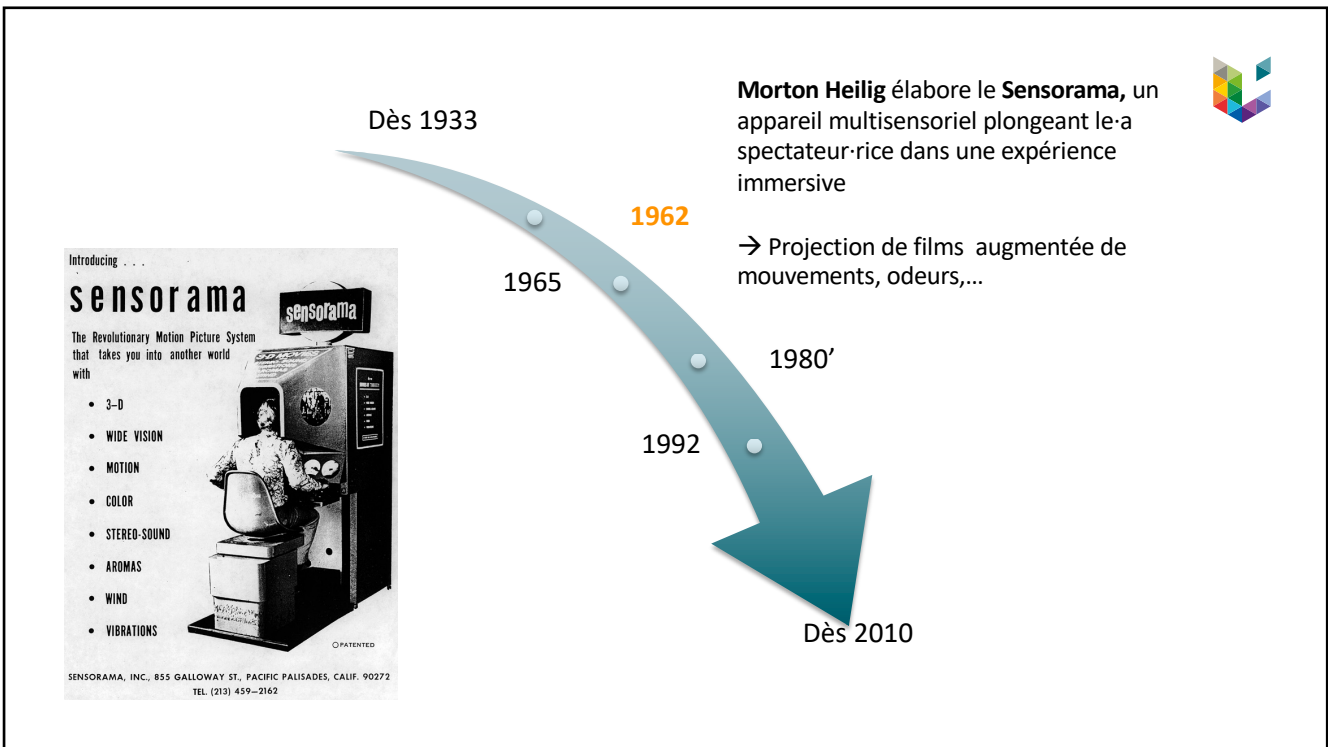 Dès 1933
Morton Heilig élabore le Sensorama, un
appareil multisensoriel plongeant le·a
spectateur·rice dans une expérience
immersive
→ Projection de films  augmentée de
mouvements, odeurs,...
1962
1965
1980’
1992
Dès 2010
Introducing . . .
sensorama
The Revolutionary Motion Picture System
that takes you into another world
with
• 3–D
• WIDE VISION
• MOTION
• COLOR
• STEREO-SOUND
• AROMAS
• WIND
• VIBRATIONS
sensorama
3-D MOVIES
PATENTED
SENSORAMA, INC., 855 GALLOWAY ST., PACIFIC PALISADES, CALIF. 90272
TEL. (213) 459–2162